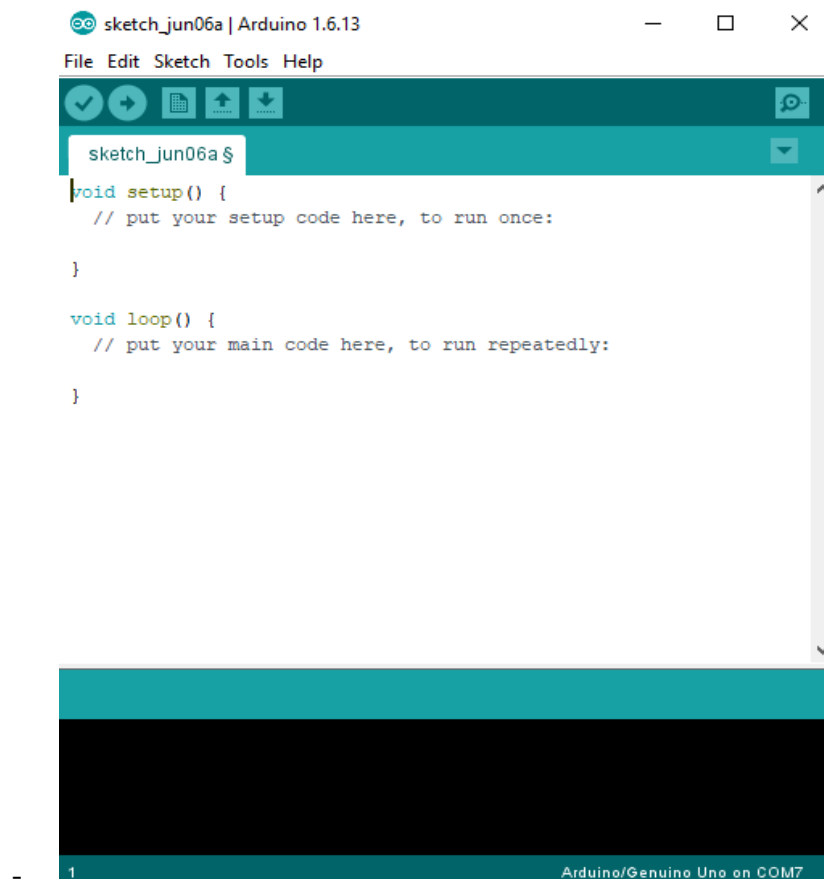 sketch_jun06a | Arduino 1.6.13
File Edit Sketch Tools Help
sketch_jun06a §
void setup() {
  // put your setup code here, to run once:
}
void loop() {
  // put your main code here, to run repeatedly:
}
1 Arduino/Genuino Uno on COM7
-